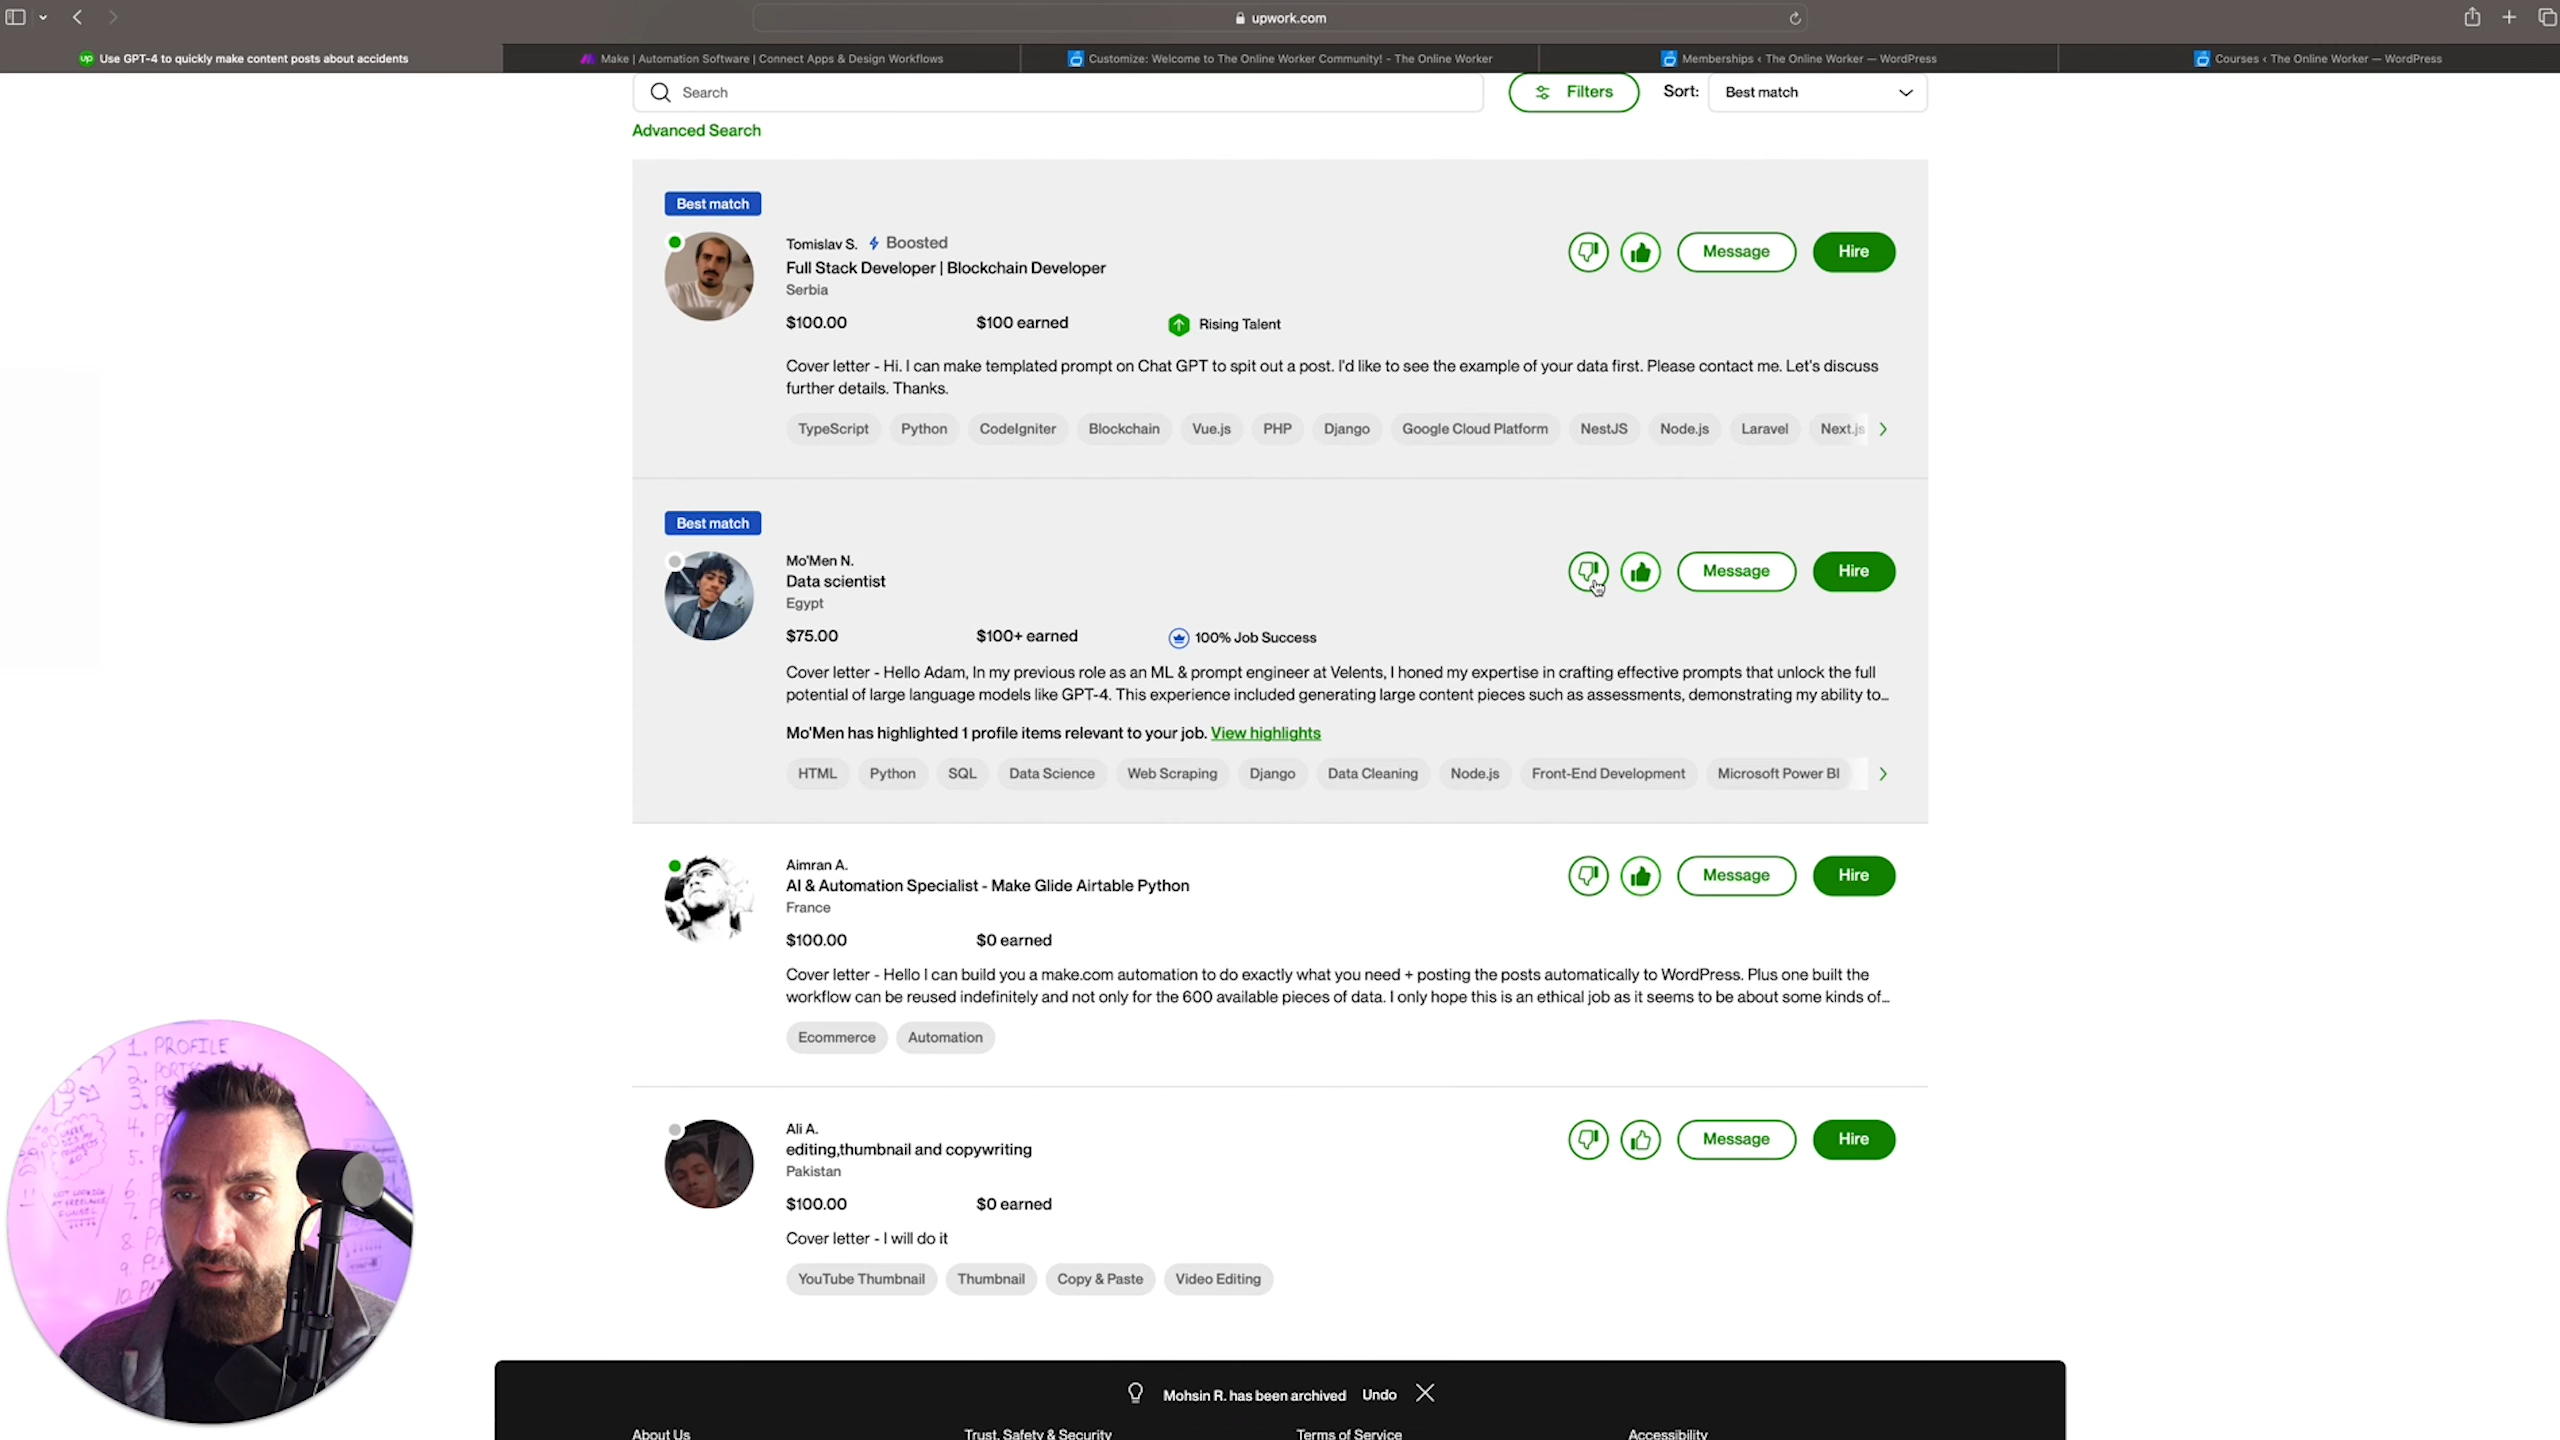 upwork.com
Use GPT-4 to quickly make content posts about accidents
Make | Automation Software | Connect Apps & Design Workflows
Customize: Welcome to The Online Worker Community! - The Online Worker
Memberships ‹ The Online Worker — WordPress
Courses ‹ The Online Worker — WordPress
Search
Filters
Sort:
Best match
Advanced Search
Best match
Tomislav S. Boosted
Full Stack Developer | Blockchain Developer
Serbia
Message
Hire
$100.00
$100 earned
Rising Talent
Cover letter - Hi. I can make templated prompt on Chat GPT to spit out a post. I'd like to see the example of your data first. Please contact me. Let's discuss
further details. Thanks.
TypeScript Python CodeIgniter Blockchain Vue.js PHP Django Google Cloud Platform NestJS Node.js Laravel Next.js
Best match
Mo'Men N.
Data scientist
Egypt
Message
Hire
$75.00
$100+ earned
100% Job Success
Cover letter - Hello Adam, In my previous role as an ML & prompt engineer at Velents, I honed my expertise in crafting effective prompts that unlock the full
potential of large language models like GPT-4. This experience included generating large content pieces such as assessments, demonstrating my ability to…
Mo'Men has highlighted 1 profile items relevant to your job. View highlights
HTML Python SQL Data Science Web Scraping Django Data Cleaning Node.js Front-End Development Microsoft Power BI
Aimran A.
AI & Automation Specialist - Make Glide Airtable Python
France
Message
Hire
$100.00
$0 earned
Cover letter - Hello I can build you a make.com automation to do exactly what you need + posting the posts automatically to WordPress. Plus one built the
workflow can be reused indefinitely and not only for the 600 available pieces of data. I only hope this is an ethical job as it seems to be about some kinds of…
Ecommerce Automation
Ali A.
editing,thumbnail and copywriting
Pakistan
Message
Hire
$100.00
$0 earned
Cover letter - I will do it
YouTube Thumbnail Thumbnail Copy & Paste Video Editing
Mohsin R. has been archived Undo
About Us
Trust, Safety & Security
Terms of Service
Accessibility
1. PROFILE
2.
3.
4.
5.
6.
7.
8.
9.
10.